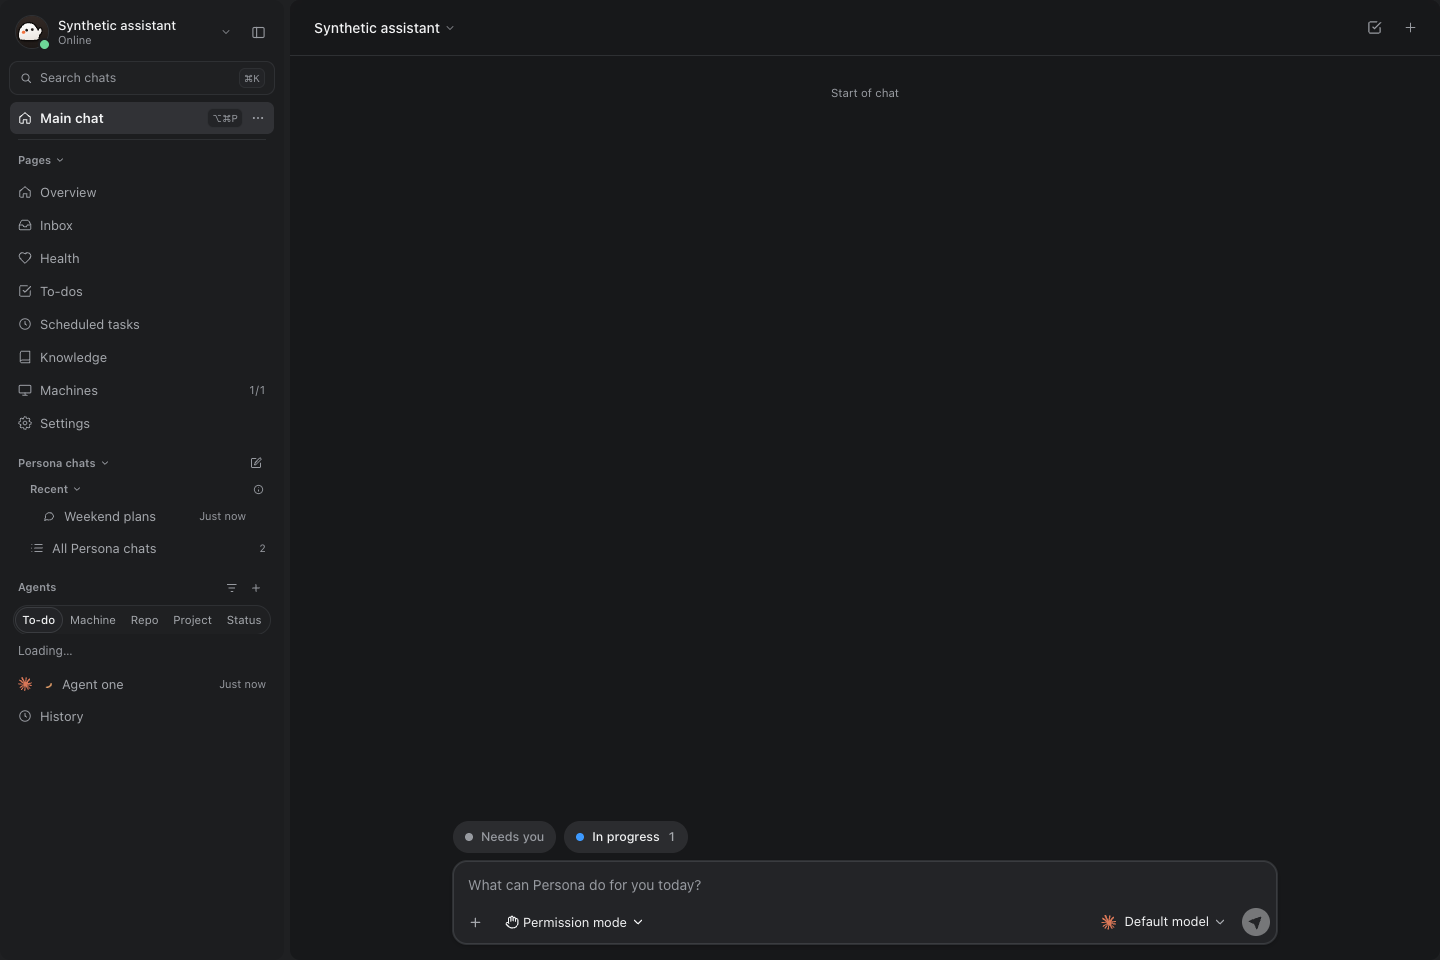 Synthetic assistant
Online
Search chats ⌘K
Main chat ⌥⌘P
Pages
Overview
Inbox
Health
To-dos
Scheduled tasks
Knowledge
Machines 1/1
Settings
Persona chats
Recent
Weekend plans Just now
All Persona chats 2
Agents
To-do Machine Repo Project Status
Loading...
Agent one Just now
History
Synthetic assistant
Start of chat
Needs you In progress 1
What can Persona do for you today?
Permission mode Default model